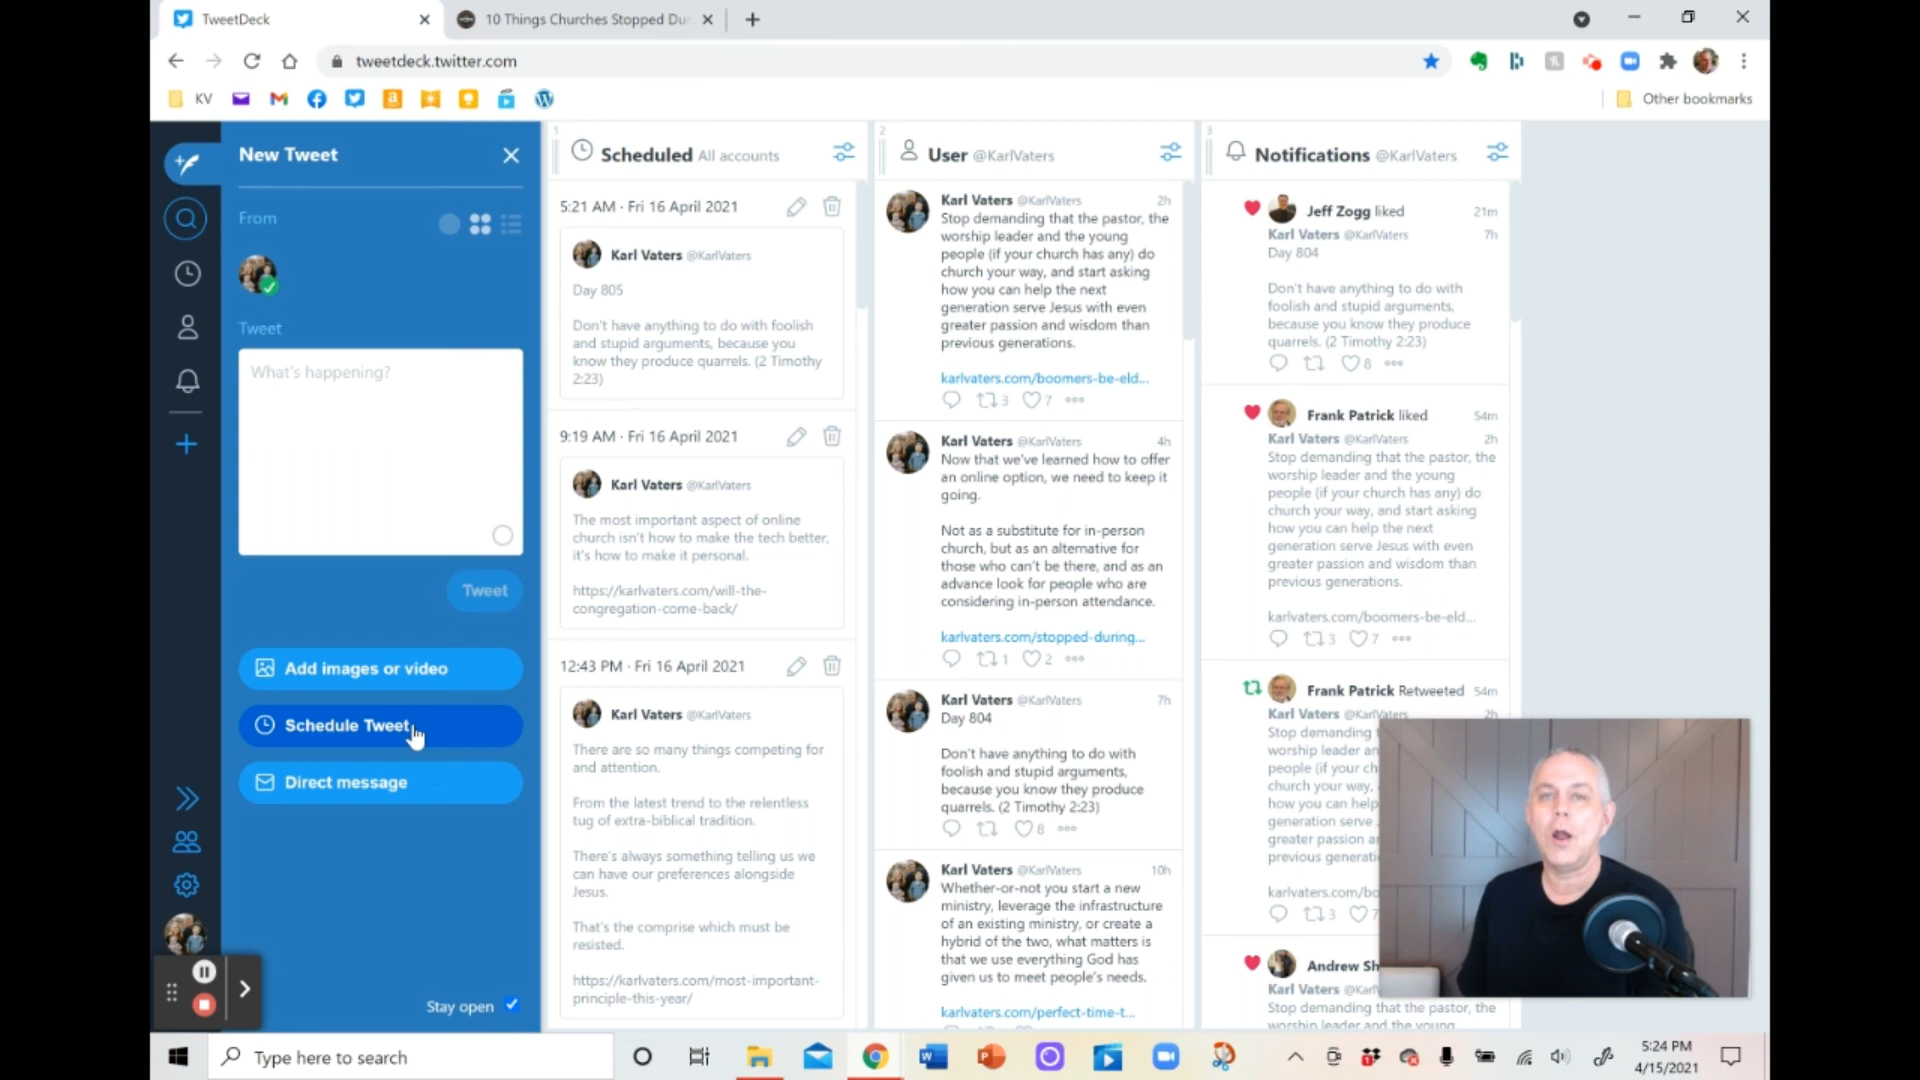 TweetDeck
10 Things Churches Stopped Dur
tweetdeck.twitter.com
KV
Other bookmarks
New Tweet
From
Tweet
What's happening?
Tweet
Add images or video
Schedule Tweet
Direct message
Stay open
1
Scheduled All accounts
5:21 AM · Fri 16 April 2021
Karl Vaters @KarlVaters
Day 805
Don't have anything to do with foolish
and stupid arguments, because you
know they produce quarrels. (2 Timothy
2:23)
9:19 AM · Fri 16 April 2021
Karl Vaters @KarlVaters
The most important aspect of online
church isn't how to make the tech better,
it's how to make it personal.
https://karlvaters.com/will-the-
congregation-come-back/
12:43 PM · Fri 16 April 2021
Karl Vaters @KarlVaters
There are so many things competing for
and attention.
From the latest trend to the relentless
tug of extra-biblical tradition.
There's always something telling us we
can have our preferences alongside
Jesus.
That's the comprise which must be
resisted.
https://karlvaters.com/most-important-
principle-this-year/
2
User @KarlVaters
Karl Vaters @KarlVaters 2h
Stop demanding that the pastor, the
worship leader and the young
people (if your church has any) do
church your way, and start asking
how you can help the next
generation serve Jesus with even
greater passion and wisdom than
previous generations.
karlvaters.com/boomers-be-eld...
3 7
Karl Vaters @KarlVaters 4h
Now that we've learned how to offer
an online option, we need to keep it
going.
Not as a substitute for in-person
church, but as an alternative for
those who can't be there, and as an
advance look for people who are
considering in-person attendance.
karlvaters.com/stopped-during...
1 2
Karl Vaters @KarlVaters 7h
Day 804
Don't have anything to do with
foolish and stupid arguments,
because you know they produce
quarrels. (2 Timothy 2:23)
8
Karl Vaters @KarlVaters 10h
Whether-or-not you start a new
ministry, leverage the infrastructure
of an existing ministry, or create a
hybrid of the two, what matters is
that we use everything God has
given us to meet people's needs.
karlvaters.com/perfect-time-t...
3
Notifications @KarlVaters
Jeff Zogg liked 21m
Karl Vaters @KarlVaters 7h
Day 804
Don't have anything to do with
foolish and stupid arguments,
because you know they produce
quarrels. (2 Timothy 2:23)
8
Frank Patrick liked 54m
Karl Vaters @KarlVaters 2h
Stop demanding that the pastor, the
worship leader and the young
people (if your church has any) do
church your way, and start asking
how you can help the next
generation serve Jesus with even
greater passion and wisdom than
previous generations.
karlvaters.com/boomers-be-eld...
3 7
Frank Patrick Retweeted 54m
Karl Vaters @KarlVaters 2h
Stop demanding
worship leader an
people (if your ch
church your way,
how you can help
generation serve
greater passion a
previous generati
karlvaters.com/bo
3 7
Andrew Sh
Karl Vaters @Karl
Stop demanding that the pastor, the
worship leader and the young
Type here to search
5:24 PM
4/15/2021